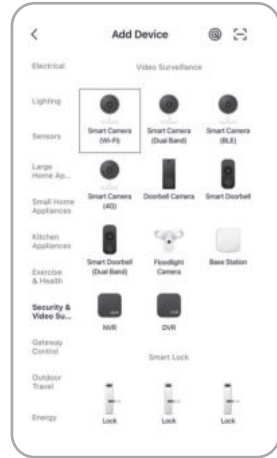 Add Device
Electrical
Video Surveillance
Lighting
Sensors
Smart Camera
(Wi-Fi)
Smart Camera
(Dual Band)
Smart Camera
(BLE)
Large
Home Ap...
Small Home
Appliances
Smart Camera
(4G)
Doorbell Camera
Smart Doorbell
Kitchen
Appliances
Exercise
& Health
Smart Doorbell
(Dual Band)
Floodlight
Camera
Base Station
Security &
Video Su...
NVR
DVR
Gateway
Control
Smart Lock
Outdoor
Travel
Energy
Lock
Lock
Lock